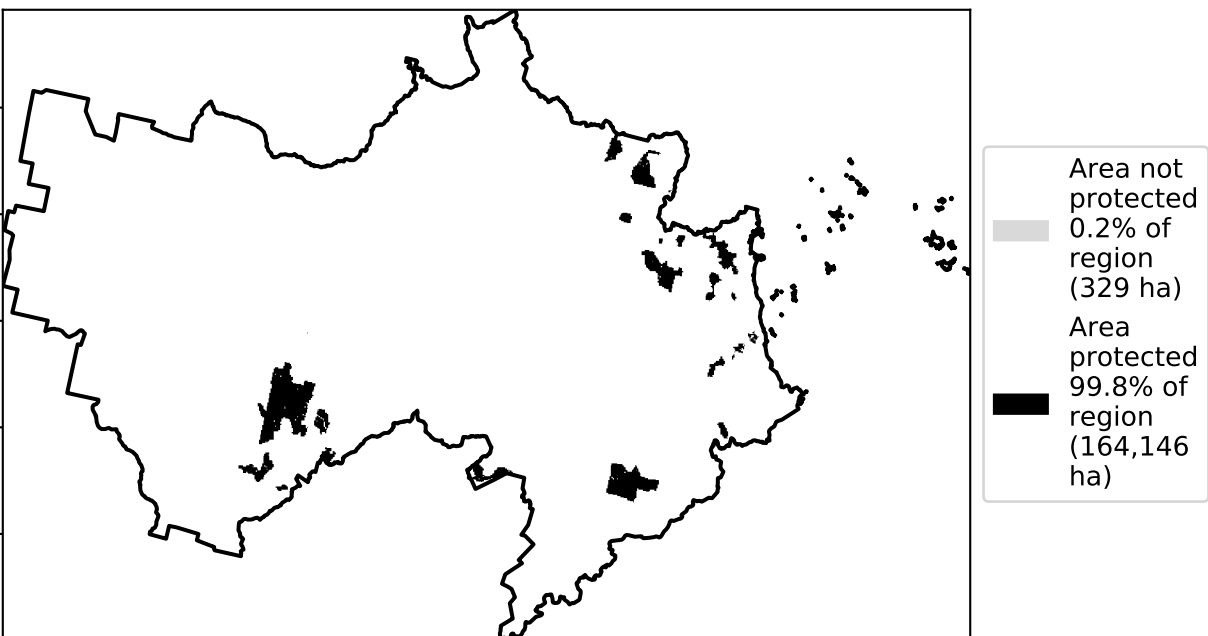 Area not
protected
0.2% of
region
(329 ha)
Area
protected
99.8% of
region
(164,146
ha)